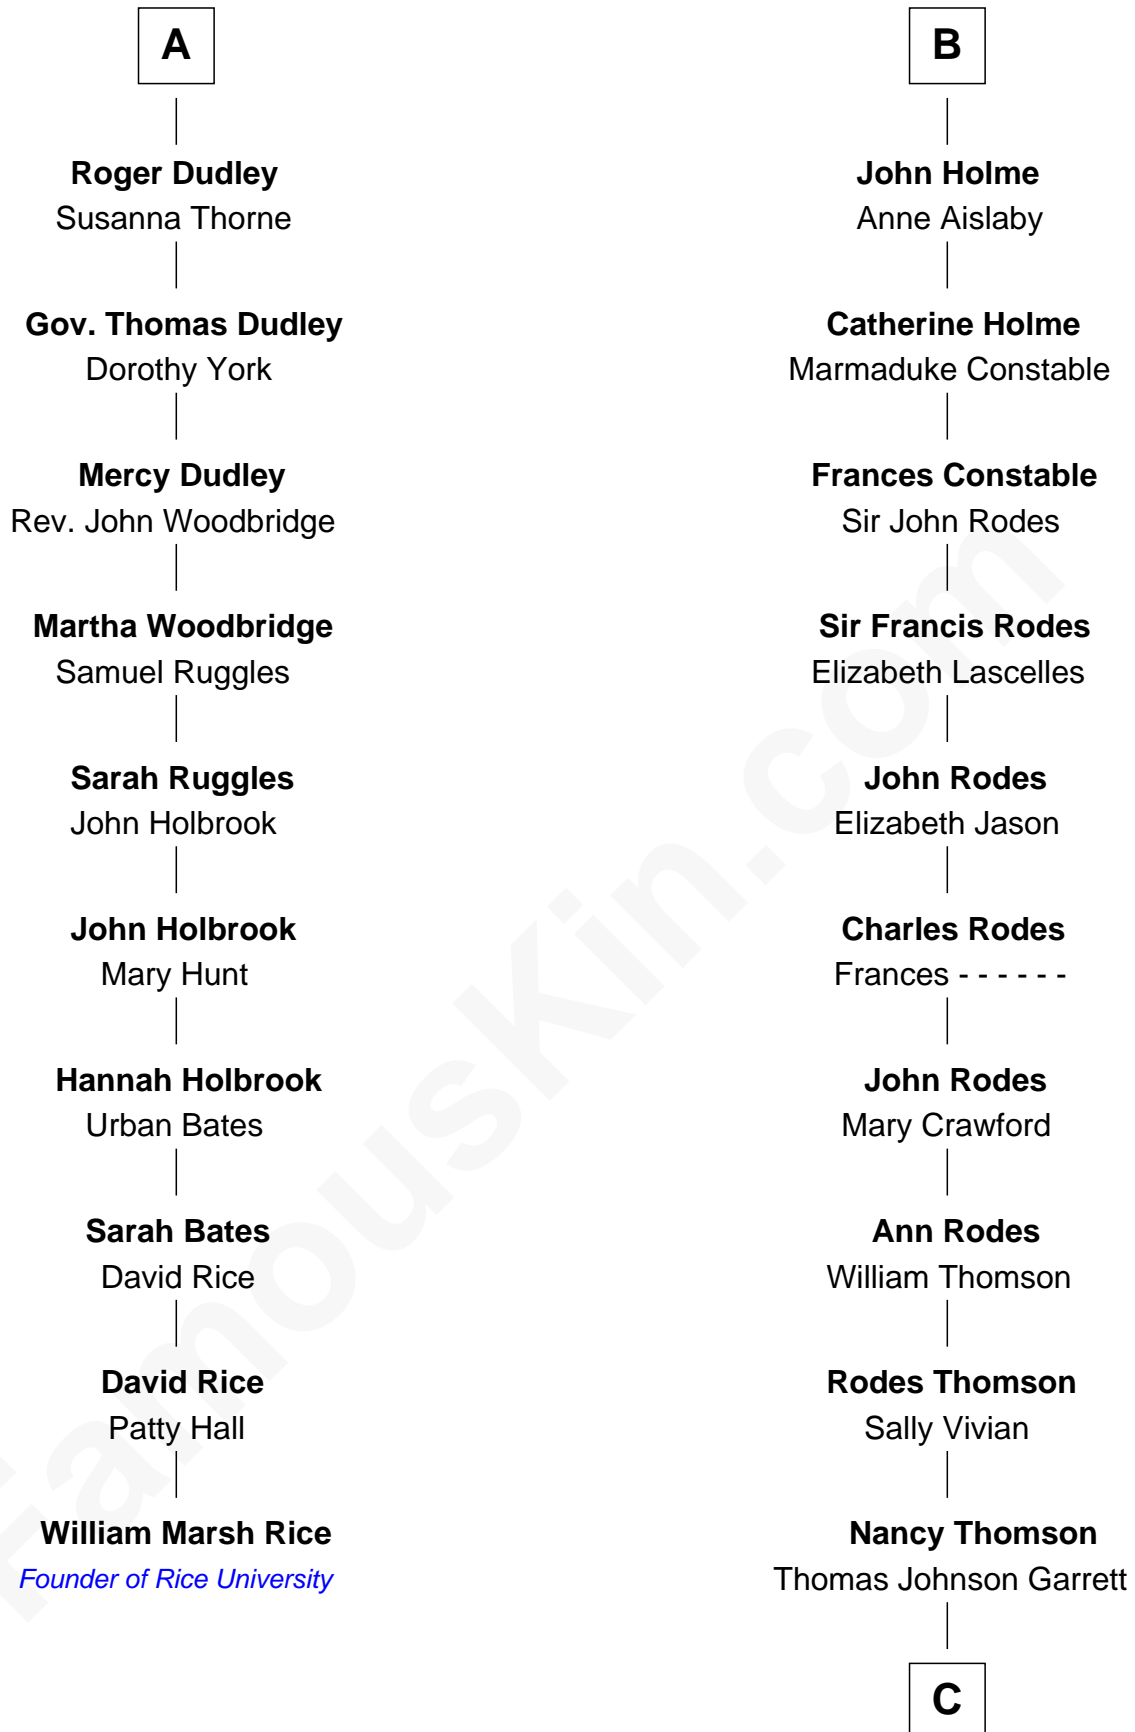 A
Roger Dudley
Susanna Thorne
Gov. Thomas Dudley
Dorothy York
Mercy Dudley
Rev. John Woodbridge
Martha Woodbridge
Samuel Ruggles
Sarah Ruggles
John Holbrook
John Holbrook
Mary Hunt
Hannah Holbrook
Urban Bates
Sarah Bates
David Rice
David Rice
Patty Hall
William Marsh Rice
Founder of Rice University
B
John Holme
Anne Aislaby
Catherine Holme
Marmaduke Constable
Frances Constable
Sir John Rodes
Sir Francis Rodes
Elizabeth Lascelles
John Rodes
Elizabeth Jason
Charles Rodes
Frances - - - - - -
John Rodes
Mary Crawford
Ann Rodes
William Thomson
Rodes Thomson
Sally Vivian
Nancy Thomson
Thomas Johnson Garrett
C
FamousKin.com